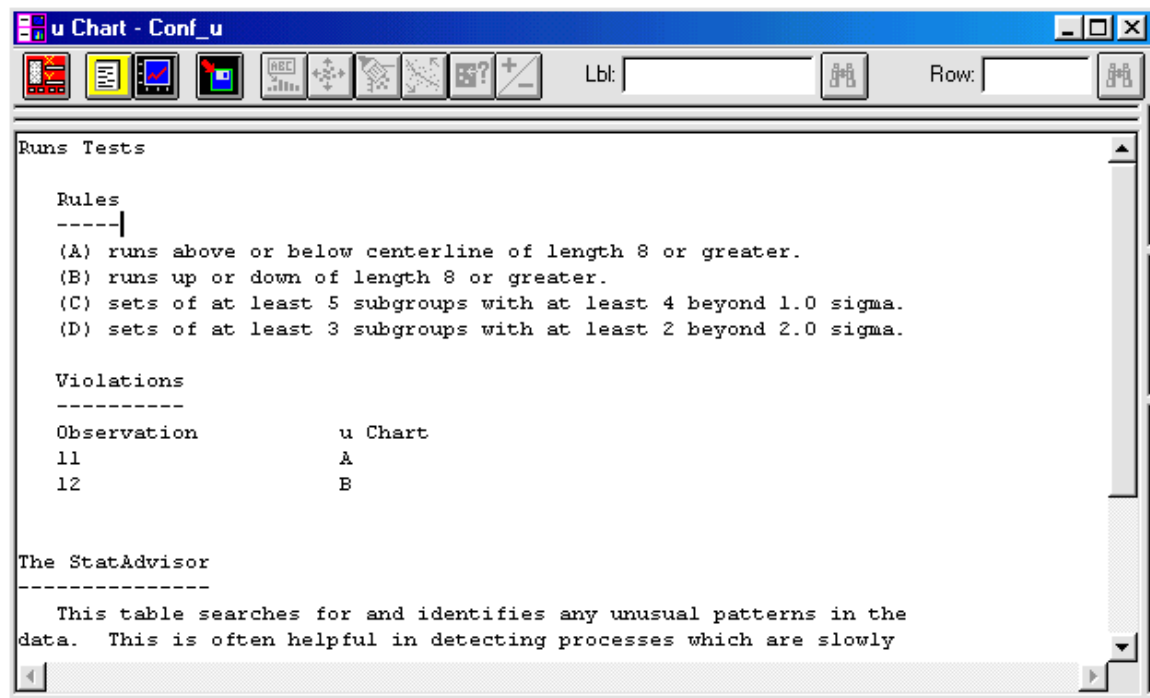 u Chart - Conf_u
ABC
?
Lbl:
Row:
Runs Tests
Rules
-----
(A) runs above or below centerline of length 8 or greater.
(B) runs up or down of length 8 or greater.
(C) sets of at least 5 subgroups with at least 4 beyond 1.0 sigma.
(D) sets of at least 3 subgroups with at least 2 beyond 2.0 sigma.
Violations
----------
Observation u Chart
11 A
12 B
The StatAdvisor
---------------
This table searches for and identifies any unusual patterns in the
data. This is often helpful in detecting processes which are slowly